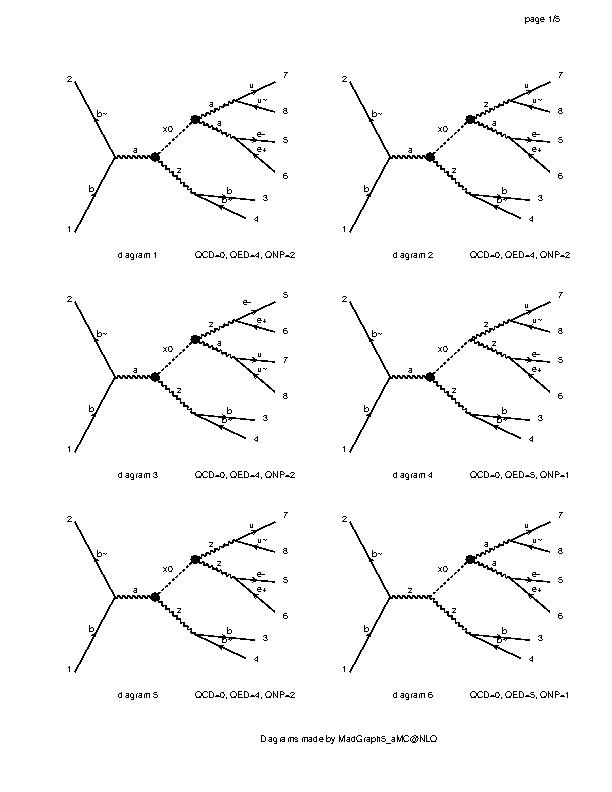 page 1/5
2
b~
b
1
a
x0
z
a
a
u
u~
e-
e+
b
b~
7
8
5
6
3
4
diagram 1 QCD=0, QED=4, QNP=2
2
b~
b
1
a
x0
z
z
a
u
u~
e-
e+
b
b~
7
8
5
6
3
4
diagram 2 QCD=0, QED=4, QNP=2
2
b~
b
1
a
x0
z
z
a
e-
e+
u
u~
b
b~
5
6
7
8
3
4
diagram 3 QCD=0, QED=4, QNP=2
2
b~
b
1
a
x0
z
z
z
u
u~
e-
e+
b
b~
7
8
5
6
3
4
diagram 4 QCD=0, QED=5, QNP=1
2
b~
b
1
a
x0
z
z
z
u
u~
e-
e+
b
b~
7
8
5
6
3
4
diagram 5 QCD=0, QED=4, QNP=2
2
b~
b
1
z
x0
z
a
a
u
u~
e-
e+
b
b~
7
8
5
6
3
4
diagram 6 QCD=0, QED=5, QNP=1
Diagrams made by MadGraph5_aMC@NLO